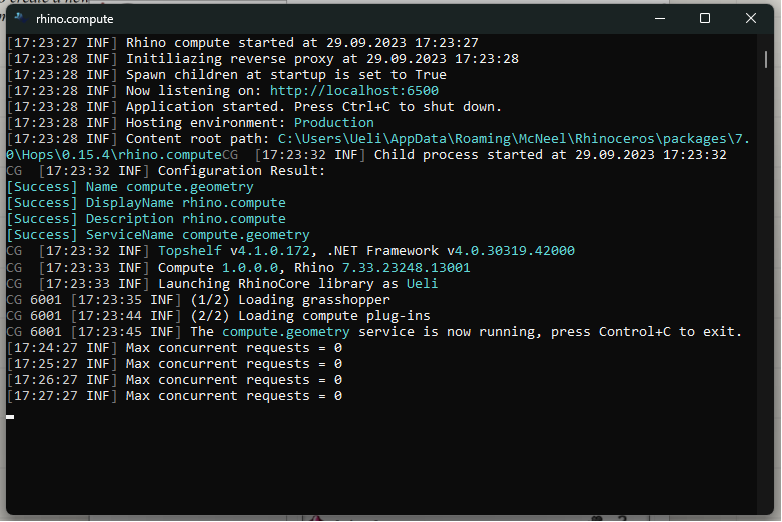 rhino.compute
[17:23:27 INF] Rhino compute started at 29.09.2023 17:23:27
[17:23:28 INF] Initiliazing reverse proxy at 29.09.2023 17:23:28
[17:23:28 INF] Spawn children at startup is set to True
[17:23:28 INF] Now listening on: http://localhost:6500
[17:23:28 INF] Application started. Press Ctrl+C to shut down.
[17:23:28 INF] Hosting environment: Production
[17:23:28 INF] Content root path: C:\Users\Ueli\AppData\Roaming\McNeel\Rhinoceros\packages\7.
0\Hops\0.15.4\rhino.computeCG  [17:23:32 INF] Child process started at 29.09.2023 17:23:32
CG  [17:23:32 INF] Configuration Result:
[Success] Name compute.geometry
[Success] DisplayName rhino.compute
[Success] Description rhino.compute
[Success] ServiceName compute.geometry
CG  [17:23:32 INF] Topshelf v4.1.0.172, .NET Framework v4.0.30319.42000
CG  [17:23:33 INF] Compute 1.0.0.0, Rhino 7.33.23248.13001
CG  [17:23:33 INF] Launching RhinoCore library as Ueli
CG 6001 [17:23:35 INF] (1/2) Loading grasshopper
CG 6001 [17:23:44 INF] (2/2) Loading compute plug-ins
CG 6001 [17:23:45 INF] The compute.geometry service is now running, press Control+C to exit.
[17:24:27 INF] Max concurrent requests = 0
[17:25:27 INF] Max concurrent requests = 0
[17:26:27 INF] Max concurrent requests = 0
[17:27:27 INF] Max concurrent requests = 0